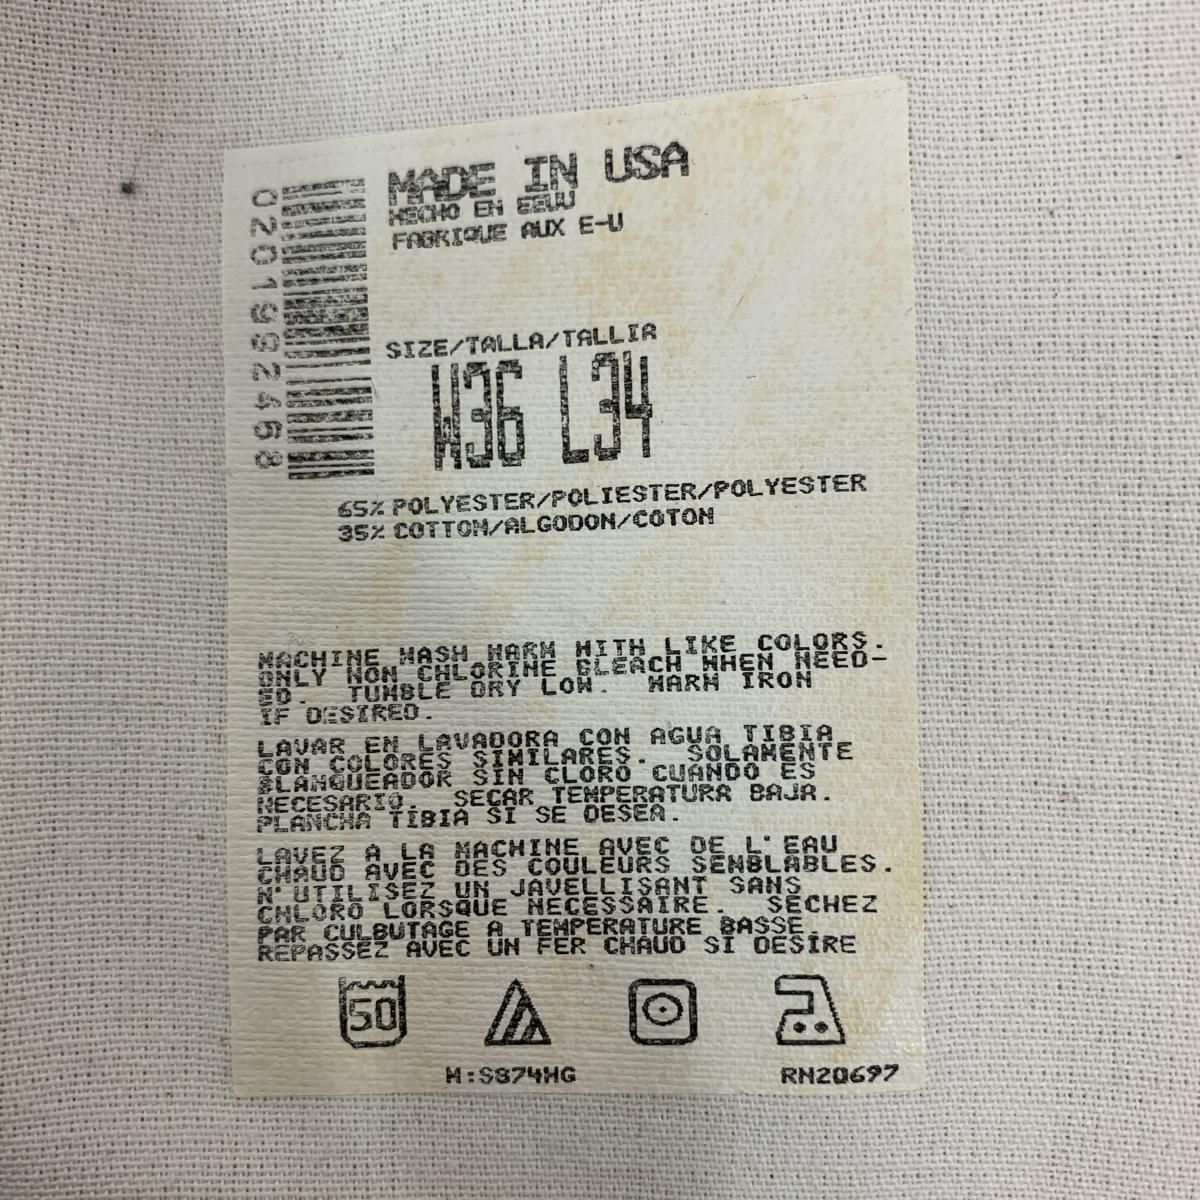 MADE IN USA
HECHO EN EEUU
FABRIQUE AUX E-U
0201992468
SIZE/TALLA/TALLIA
W36 L34
65% POLYESTER/POLIESTER/POLYESTER
35% COTTON/ALGODON/COTON
MACHINE WASH WARM WITH LIKE COLORS.
ONLY NON CHLORINE BLEACH WHEN NEED-
ED. TUMBLE DRY LOW. WARM IRON
IF DESIRED.
LAVAR EN LAVADORA CON AGUA TIBIA
CON COLORES SIMILARES. SOLAMENTE
BLANQUEADOR SIN CLORO CUANDO ES
NECESARIO. SECAR TEMPERATURA BAJA.
PLANCHA TIBIA SI SE DESEA.
LAVEZ A LA MACHINE AVEC DE L'EAU
CHAUD AVEC DES COULEURS SEMBLABLES.
N'UTILISEZ UN JAVELLISANT SANS
CHLORO LORSQUE NECESSAIRE. SECHEZ
PAR CULBUTAGE A TEMPERATURE BASSE.
REPASSEZ AVEC UN FER CHAUD SI DESIRE
50
M:S874HG RN20697